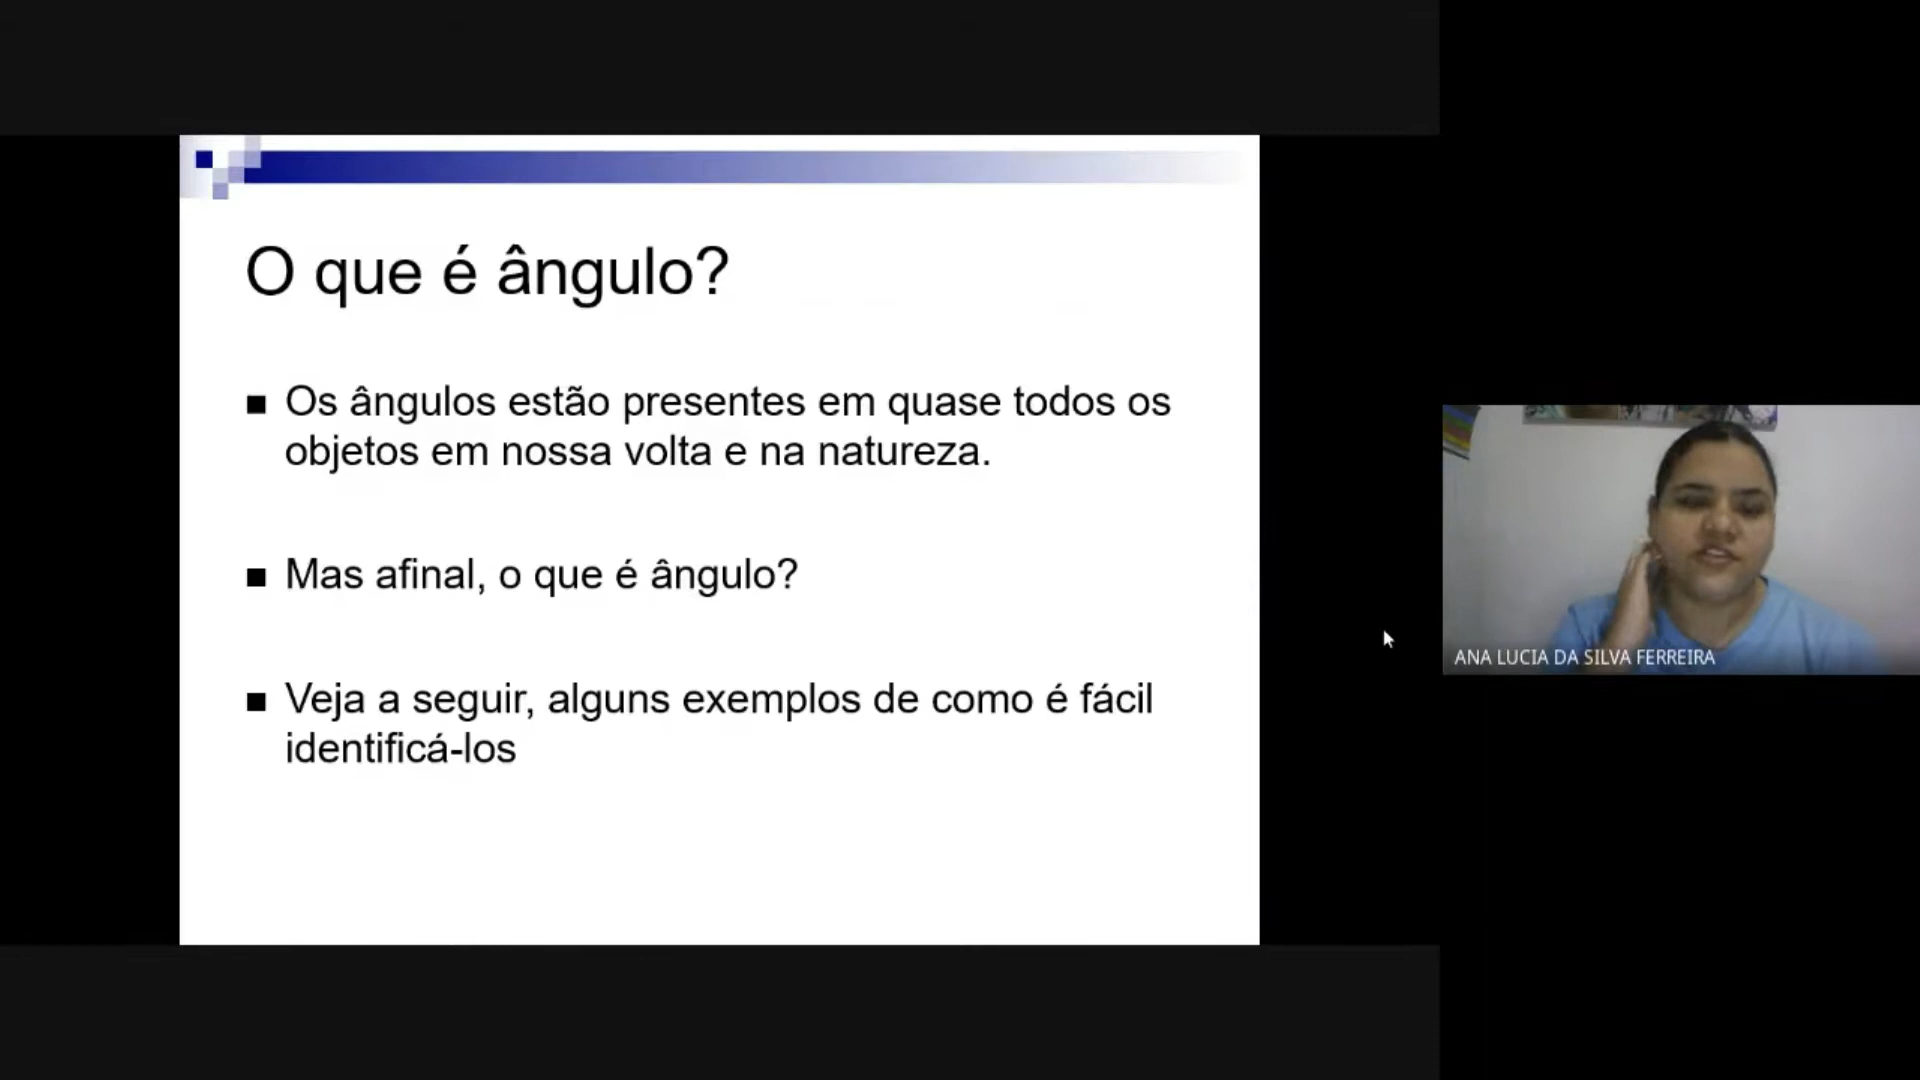 O que é ângulo?
Os ângulos estão presentes em quase todos os
objetos em nossa volta e na natureza.
Mas afinal, o que é ângulo?
Veja a seguir, alguns exemplos de como é fácil
identificá-los
ANA LUCIA DA SILVA FERREIRA